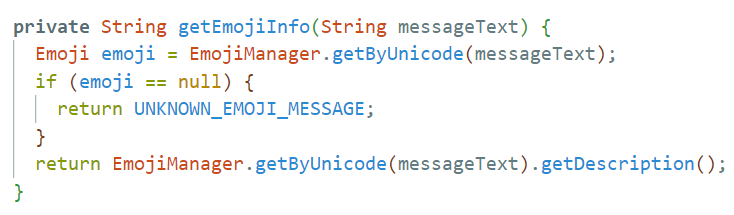 private String getEmojiInfo(String messageText) {
  Emoji emoji = EmojiManager.getByUnicode(messageText);
  if (emoji == null) {
    return UNKNOWN_EMOJI_MESSAGE;
  }
  return EmojiManager.getByUnicode(messageText).getDescription();
}